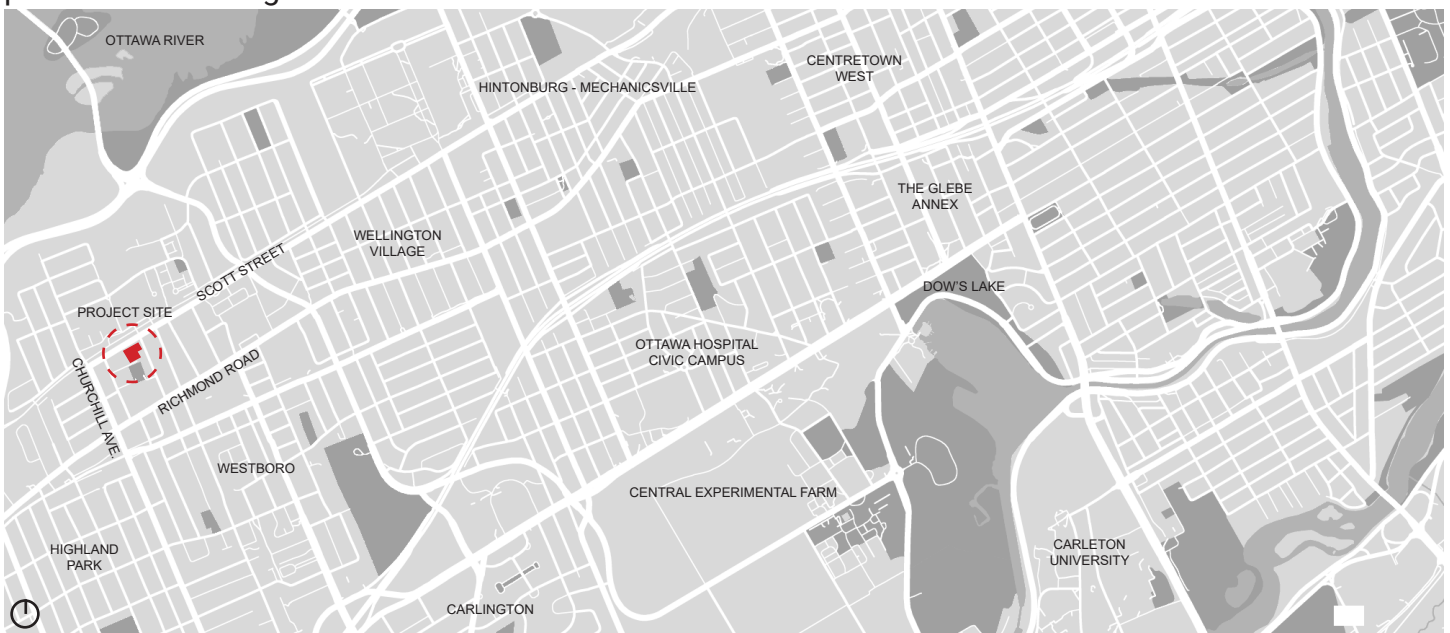 OTTAWA RIVER
HINTONBURG - MECHANICSVILLE
CENTRETOWN
WEST
THE GLEBE
ANNEX
WELLINGTON
VILLAGE
SCOTT STREET
DOW'S LAKE
PROJECT SITE
OTTAWA HOSPITAL
CIVIC CAMPUS
RICHMOND ROAD
CHURCHILL AVE.
WESTBORO
CENTRAL EXPERIMENTAL FARM
HIGHLAND
PARK
CARLETON
UNIVERSITY
CARLINGTON